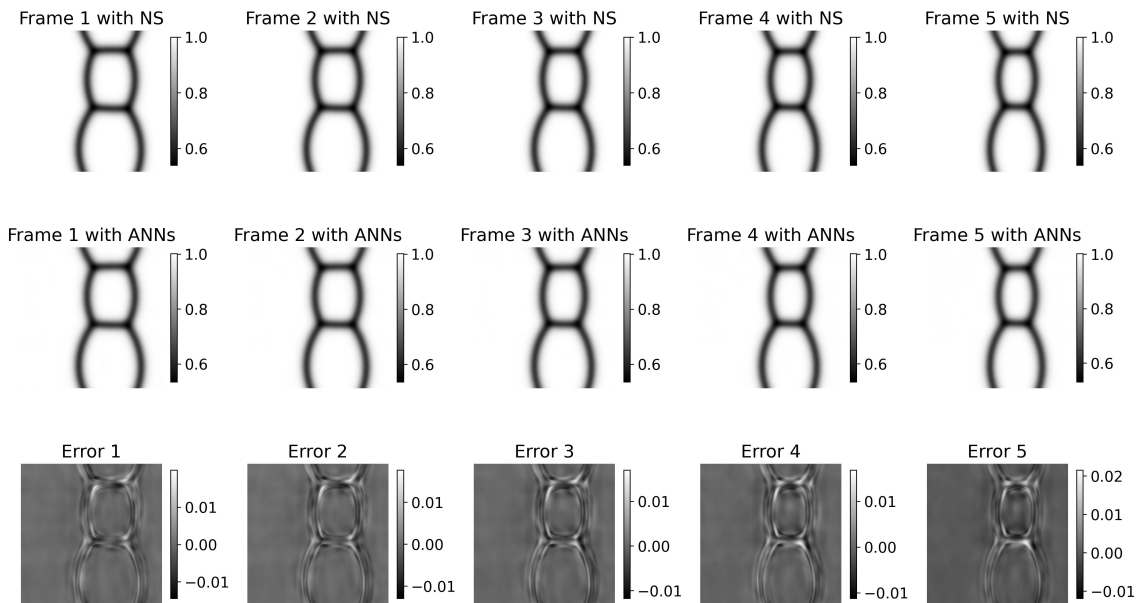 Frame 1 with NS Frame 2 with NS Frame 3 with NS Frame 4 with NS Frame 5 with NS
1.0 1.0 1.0 1.0 1.0
0.8 0.8 0.8 0.8 0.8
0.6 0.6 0.6 0.6 0.6
Frame 1 with ANNs Frame 2 with ANNs Frame 3 with ANNs Frame 4 with ANNs Frame 5 with ANNs
1.0 1.0 1.0 1.0 1.0
0.8 0.8 0.8 0.8 0.8
0.6 0.6 0.6 0.6 0.6
Error 1 Error 2 Error 3 Error 4 Error 5
0.01 0.01 0.01 0.01 0.02
0.00 0.00 0.00 0.00 0.01
−0.01 −0.01 −0.01 −0.01 0.00
−0.01